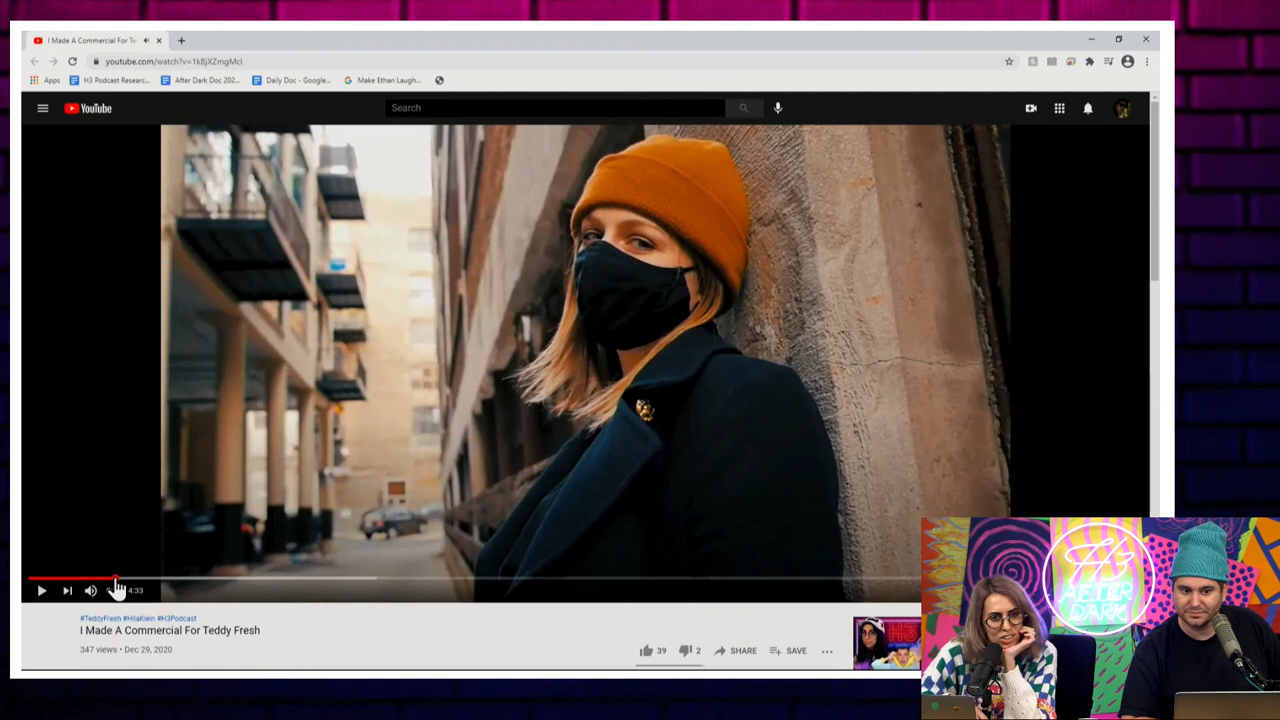 I Made A Commercial For Te
youtube.com/watch?v=1kBjXZmgMcI
Apps H3 Podcast Researc... After Dark Doc 202... Daily Doc - Google... Make Ethan Laugh...
YouTube
Search
4:33
#TeddyFresh #HilaKlein #H3Podcast
I Made A Commercial For Teddy Fresh
347 views • Dec 29, 2020
39 2 SHARE SAVE
H3
H3
AFTER
DARK